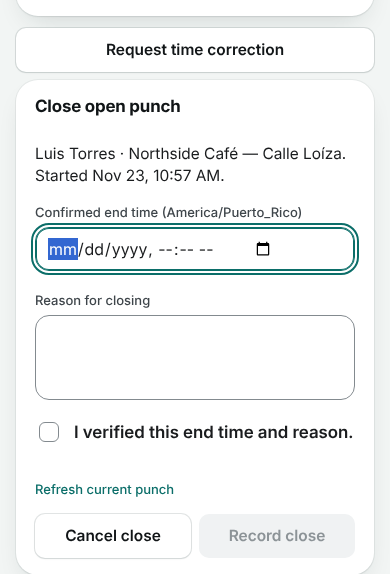 Request time correction
Close open punch
Luis Torres · Northside Café — Calle Loíza.
Started Nov 23, 10:57 AM.
Confirmed end time (America/Puerto_Rico)
mm/dd/yyyy, --:-- --
Reason for closing
I verified this end time and reason.
Refresh current punch
Cancel close
Record close